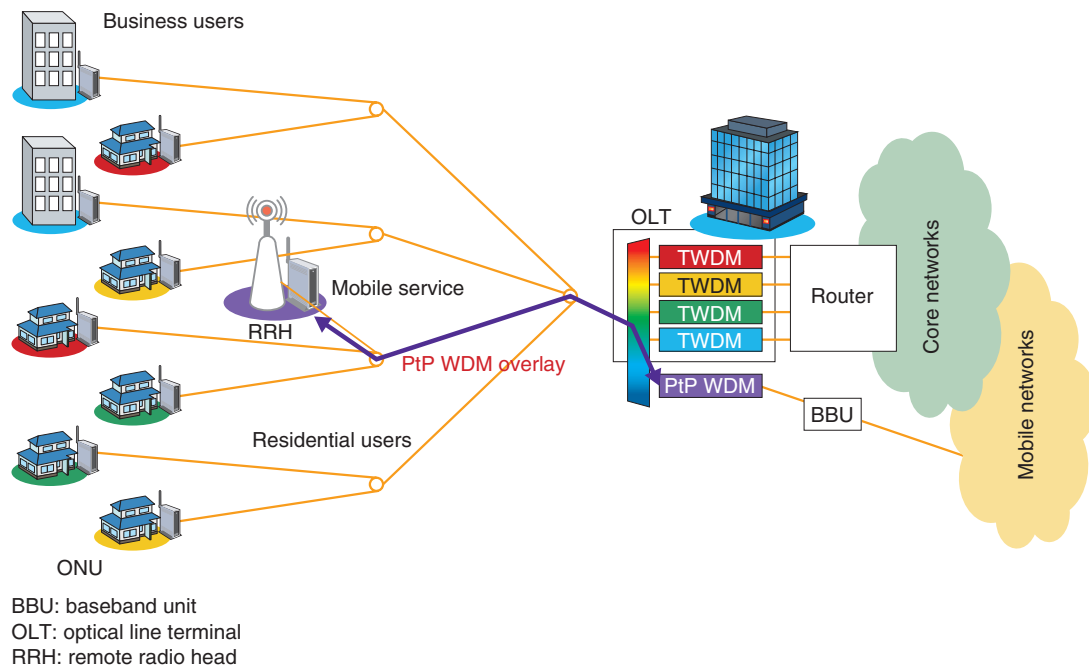 Business users
OLT
TWDM
TWDM
TWDM
TWDM
Router
Core networks
Mobile service
RRH
PtP WDM overlay
PtP WDM
BBU
Mobile networks
Residential users
ONU
BBU: baseband unit
OLT: optical line terminal
RRH: remote radio head